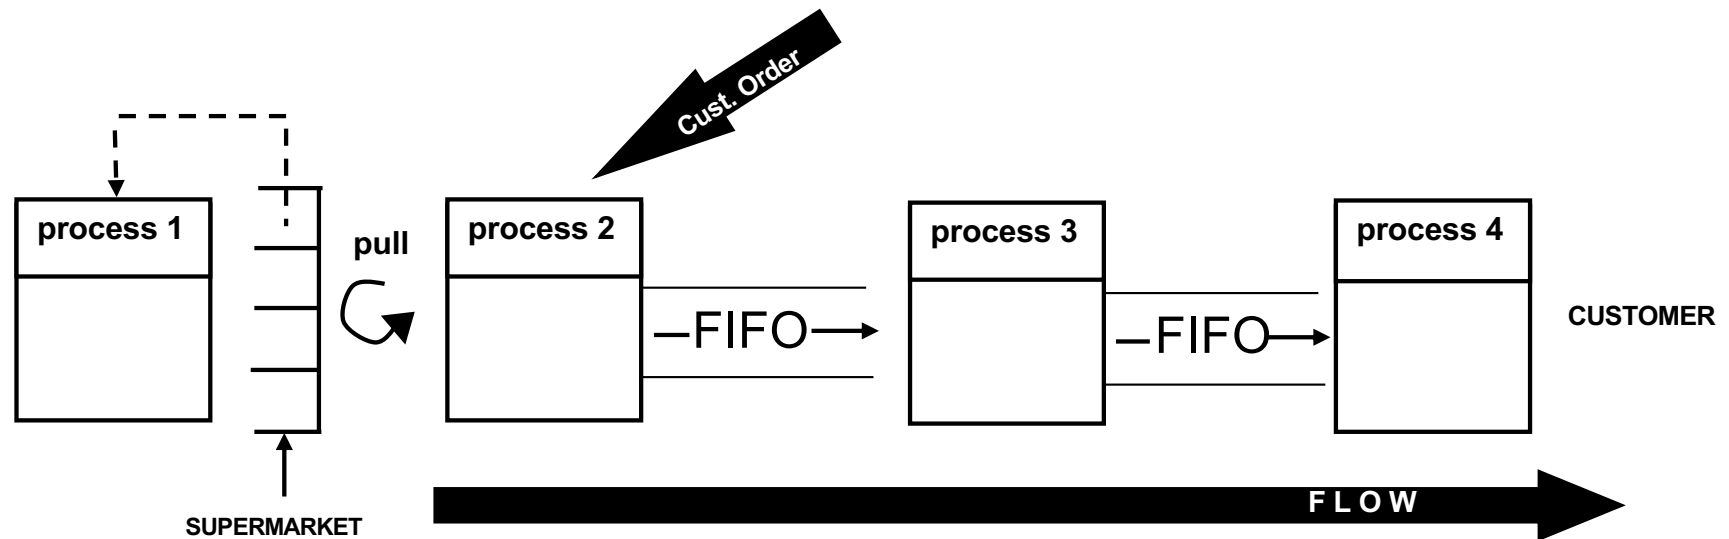 Cust. Order
process 1
pull
process 2
process 3
process 4
FIFO
FIFO
CUSTOMER
FLOW
SUPERMARKET